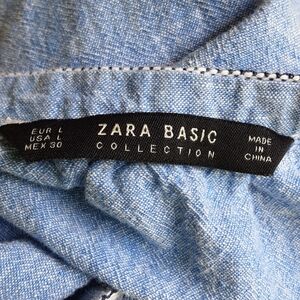 EUR L
USA L
MEX 30
ZARA BASIC
COLLECTION
MADE
IN
CHINA